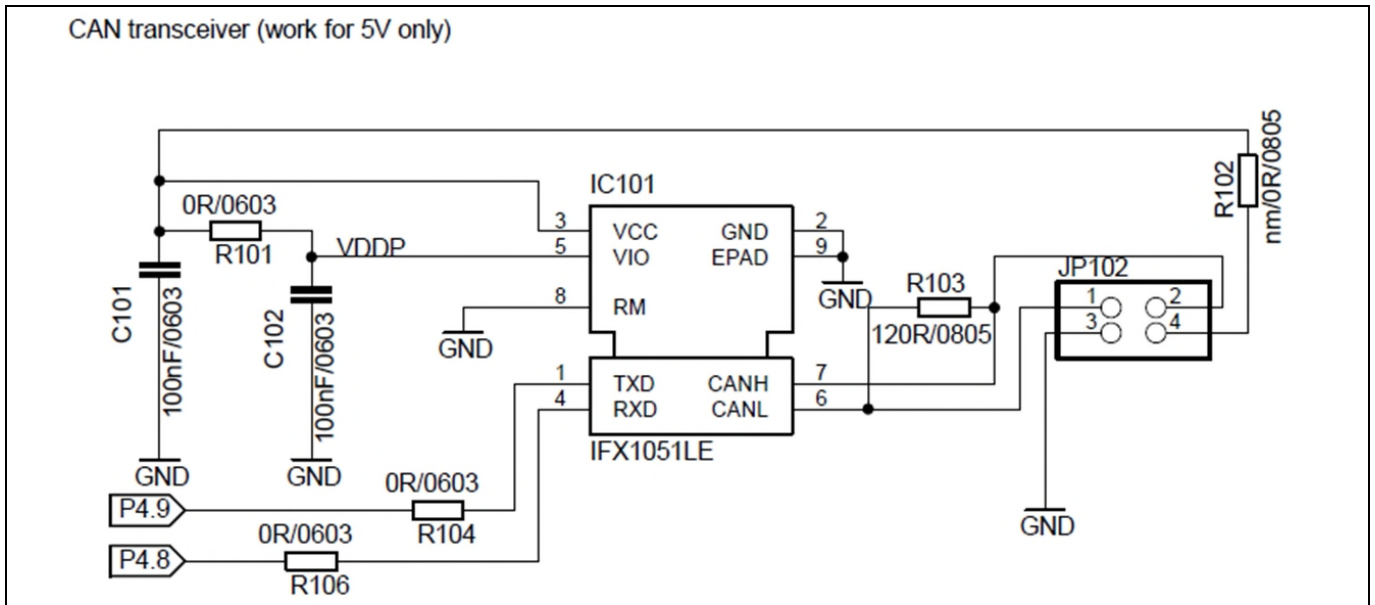 CAN transceiver (work for 5V only)
R102
nm/0R/0805
IC101
0R/0603
R101
VDDP
3 VCC GND 2
5 VIO EPAD 9
8 RM
GND
GND
C101
100nF/0603
C102
100nF/0603
R103
120R/0805
JP102
1 2
3 4
1 TXD CANH 7
4 RXD CANL 6
IFX1051LE
GND
GND
GND
P4.9
0R/0603
R104
P4.8
0R/0603
R106